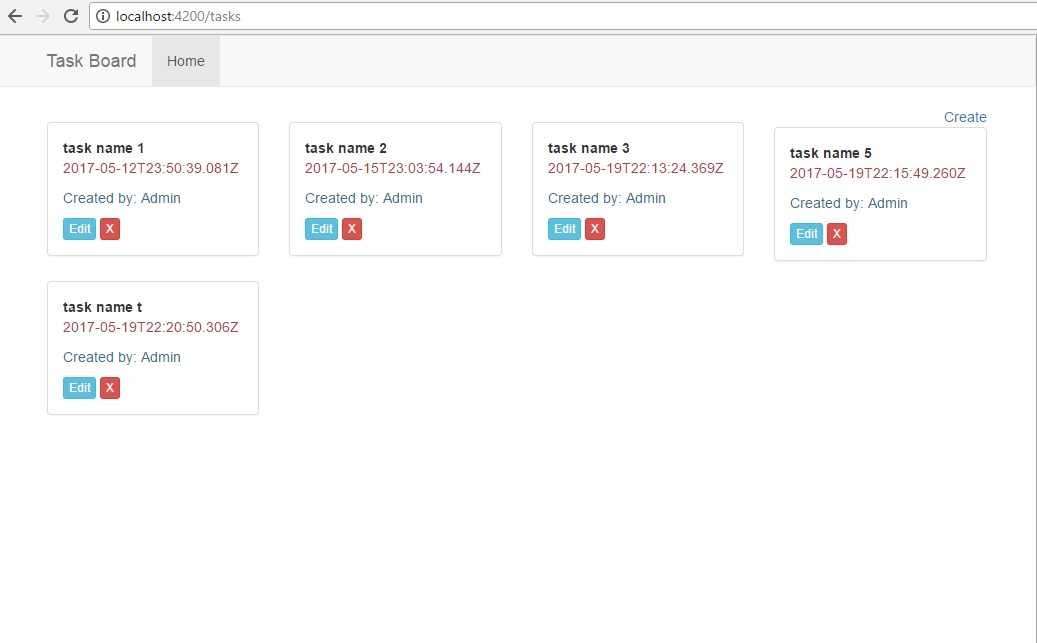 localhost:4200/tasks
Task Board Home
Create
task name 1
2017-05-12T23:50:39.081Z
Created by: Admin
Edit X
task name 2
2017-05-15T23:03:54.144Z
Created by: Admin
Edit X
task name 3
2017-05-19T22:13:24.369Z
Created by: Admin
Edit X
task name 5
2017-05-19T22:15:49.260Z
Created by: Admin
Edit X
task name t
2017-05-19T22:20:50.306Z
Created by: Admin
Edit X